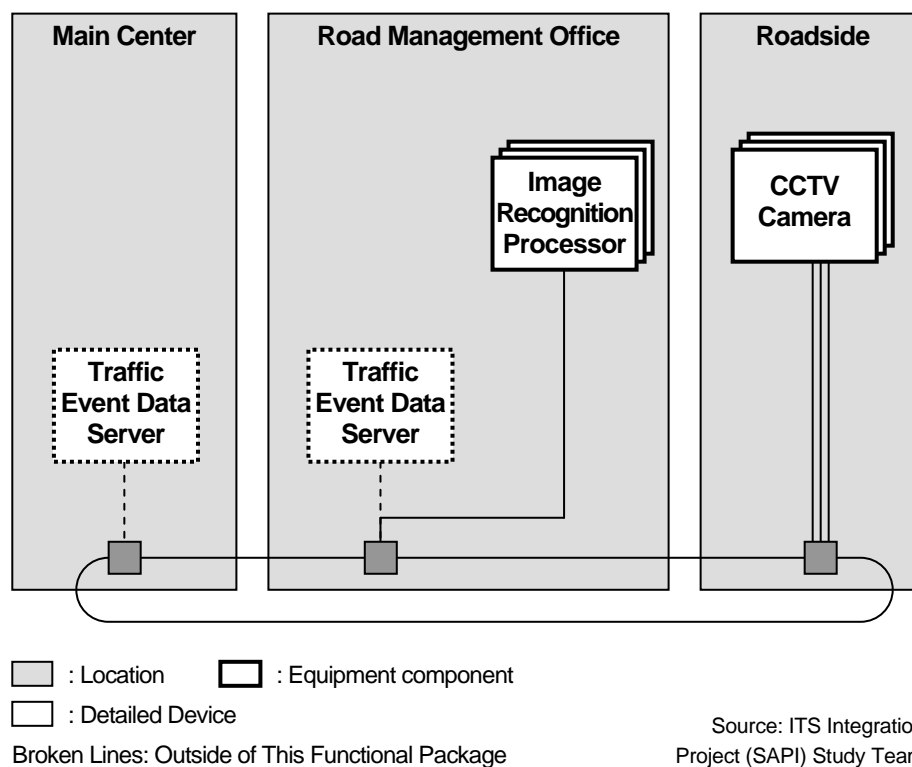 Main Center
Road Management Office
Roadside
Image
Recognition
Processor
CCTV
Camera
Traffic
Event Data
Server
Traffic
Event Data
Server
: Location
: Equipment component
: Detailed Device
Broken Lines: Outside of This Functional Package
Source: ITS Integratio
Project (SAPI) Study Tear